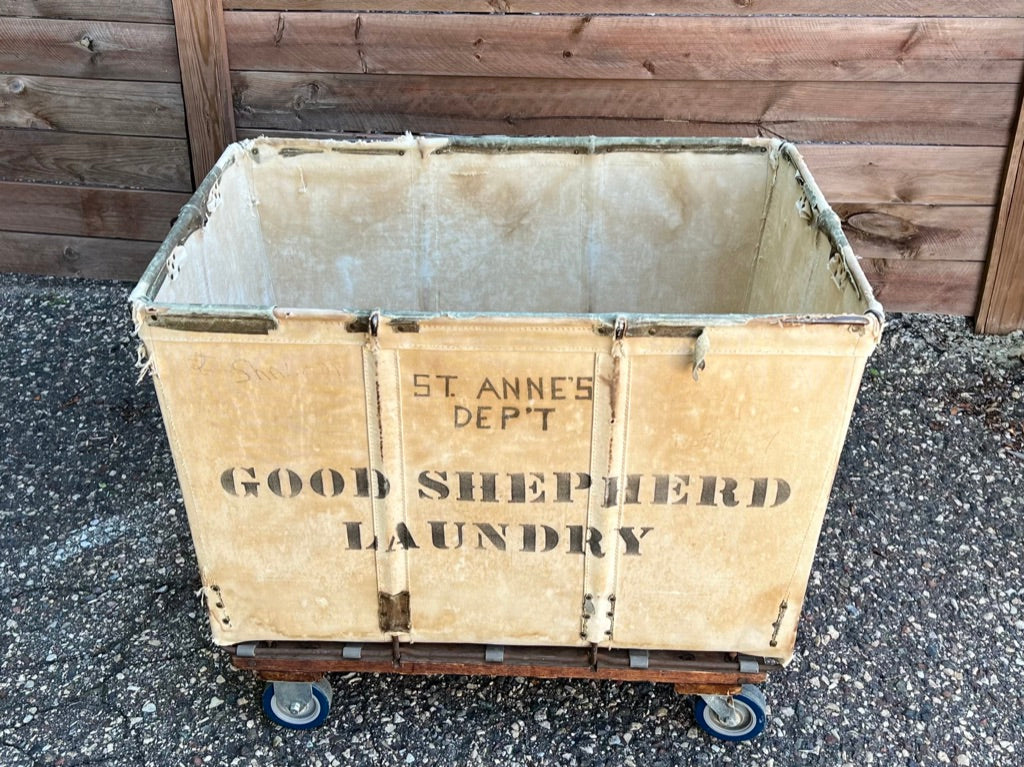 ST. ANNE'S
DEP'T
GOOD SHEPHERD
LAUNDRY